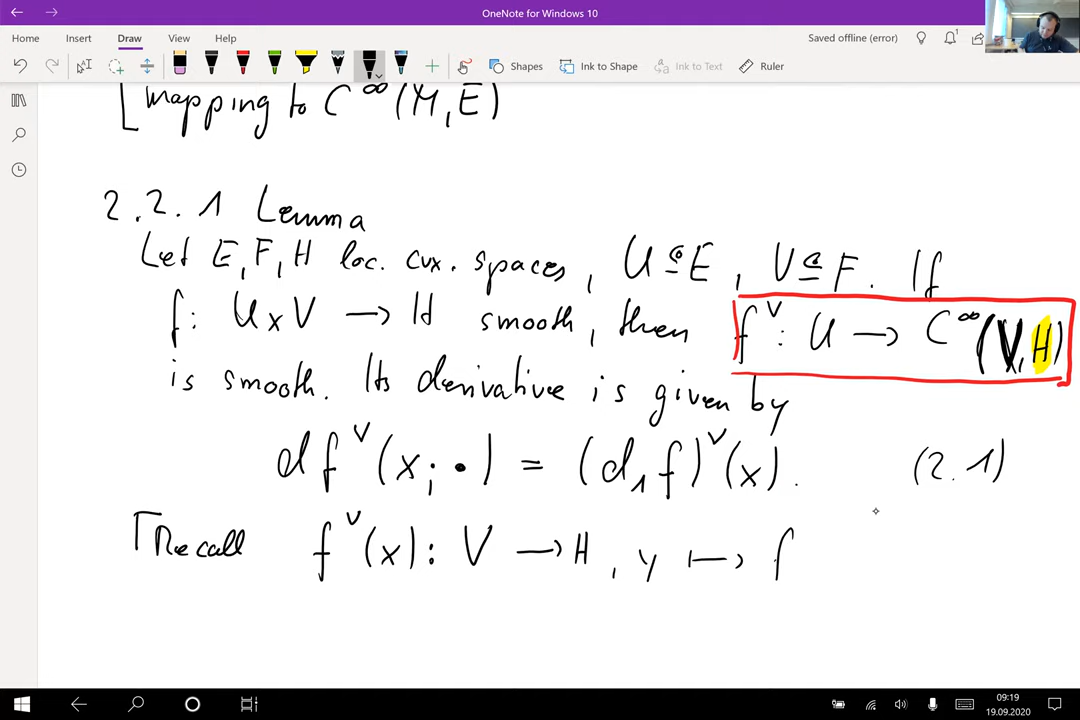 OneNote for Windows 10
Home Insert Draw View Help
Saved offline (error)
Shapes Ink to Shape Ink to Text Ruler
[mapping to C^∞(M,E)
2.2.1 Lemma
Let E,F,H loc. cvx. spaces, U⊆E, V⊆F. If
f: U×V → H smooth, then f^∨: U → C^∞(V,H)
is smooth. Its derivative is given by
df^∨(x;•) = (d₁f)^∨(x). (2.1)
⌈Recall f^∨(x): V → H, y ↦ f
09:19
19.09.2020